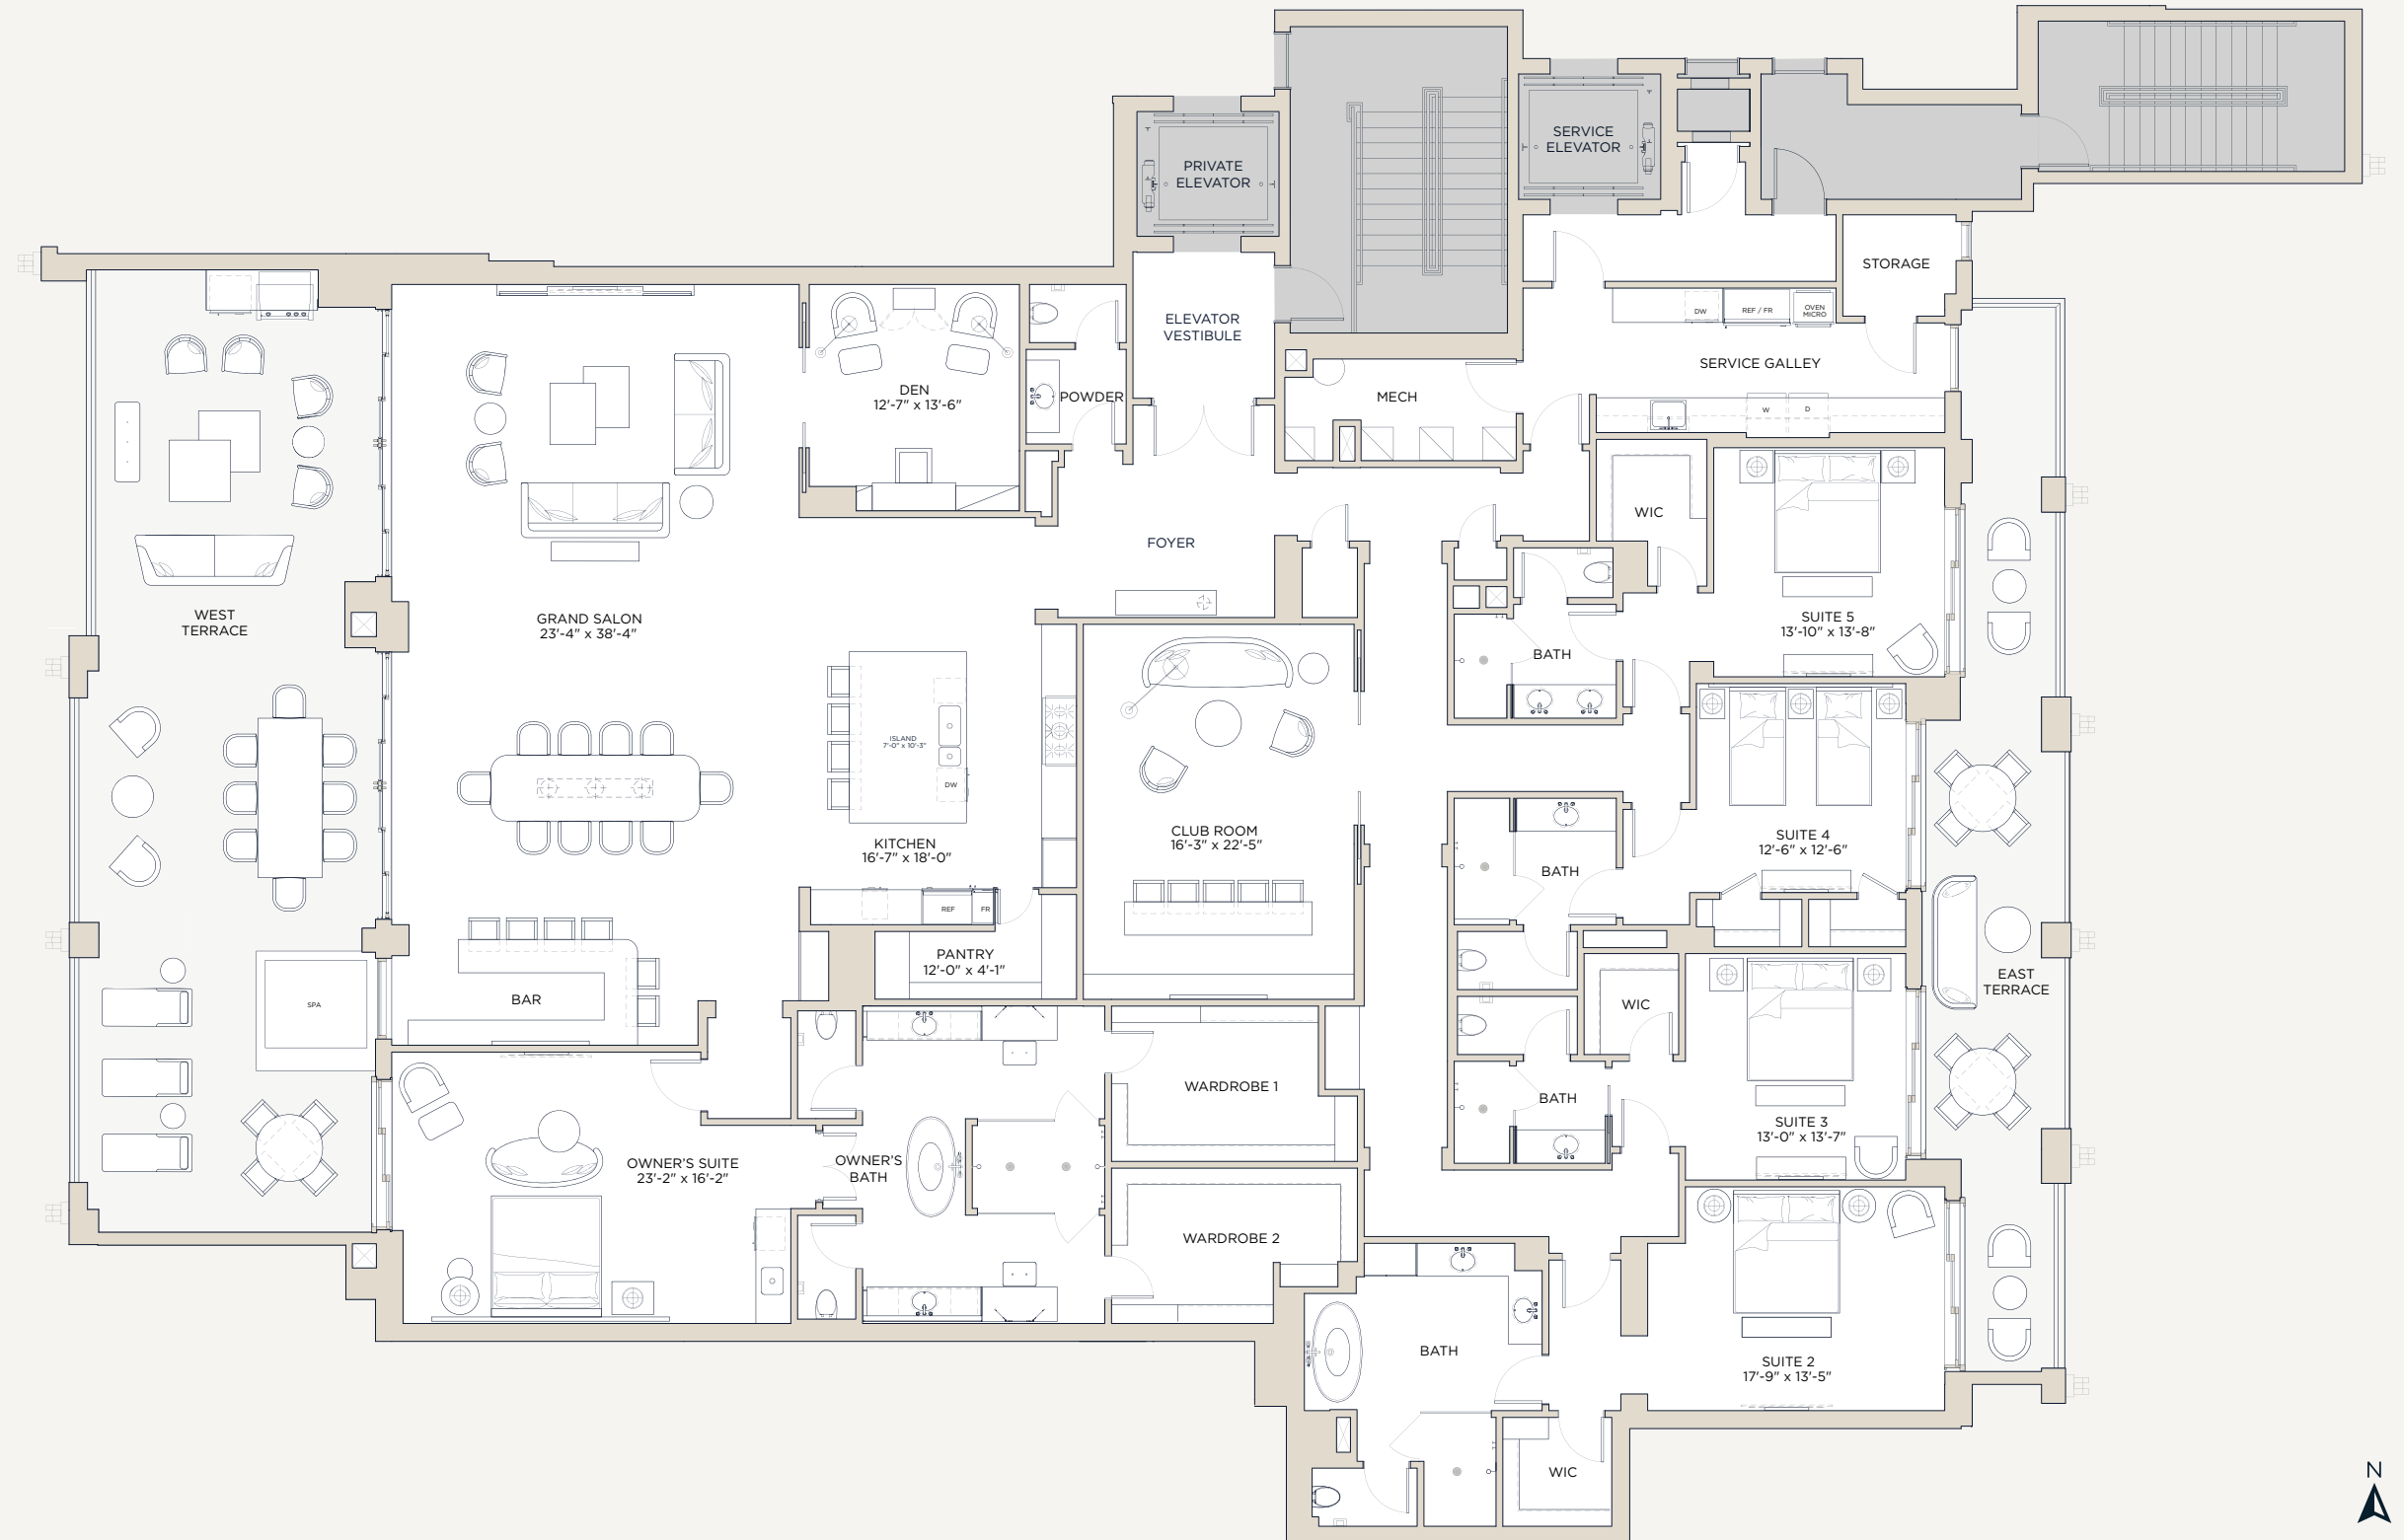 SERVICE
ELEVATOR
PRIVATE
ELEVATOR
STORAGE
ELEVATOR
VESTIBULE
DW
REF / FR
OVEN
MICRO
SERVICE GALLEY
DEN
12'-7" x 13'-6"
POWDER
MECH
W
D
WIC
FOYER
WEST
TERRACE
GRAND SALON
23'-4" x 38'-4"
SUITE 5
13'-10" x 13'-8"
BATH
ISLAND
7'-0" x 10'-3"
DW
KITCHEN
16'-7" x 18'-0"
CLUB ROOM
16'-3" x 22'-5"
SUITE 4
12'-6" x 12'-6"
BATH
REF
FR
PANTRY
12'-0" x 4'-1"
EAST
TERRACE
SPA
BAR
WIC
WARDROBE 1
BATH
SUITE 3
13'-0" x 13'-7"
OWNER'S SUITE
23'-2" x 16'-2"
OWNER'S
BATH
WARDROBE 2
BATH
SUITE 2
17'-9" x 13'-5"
WIC
N